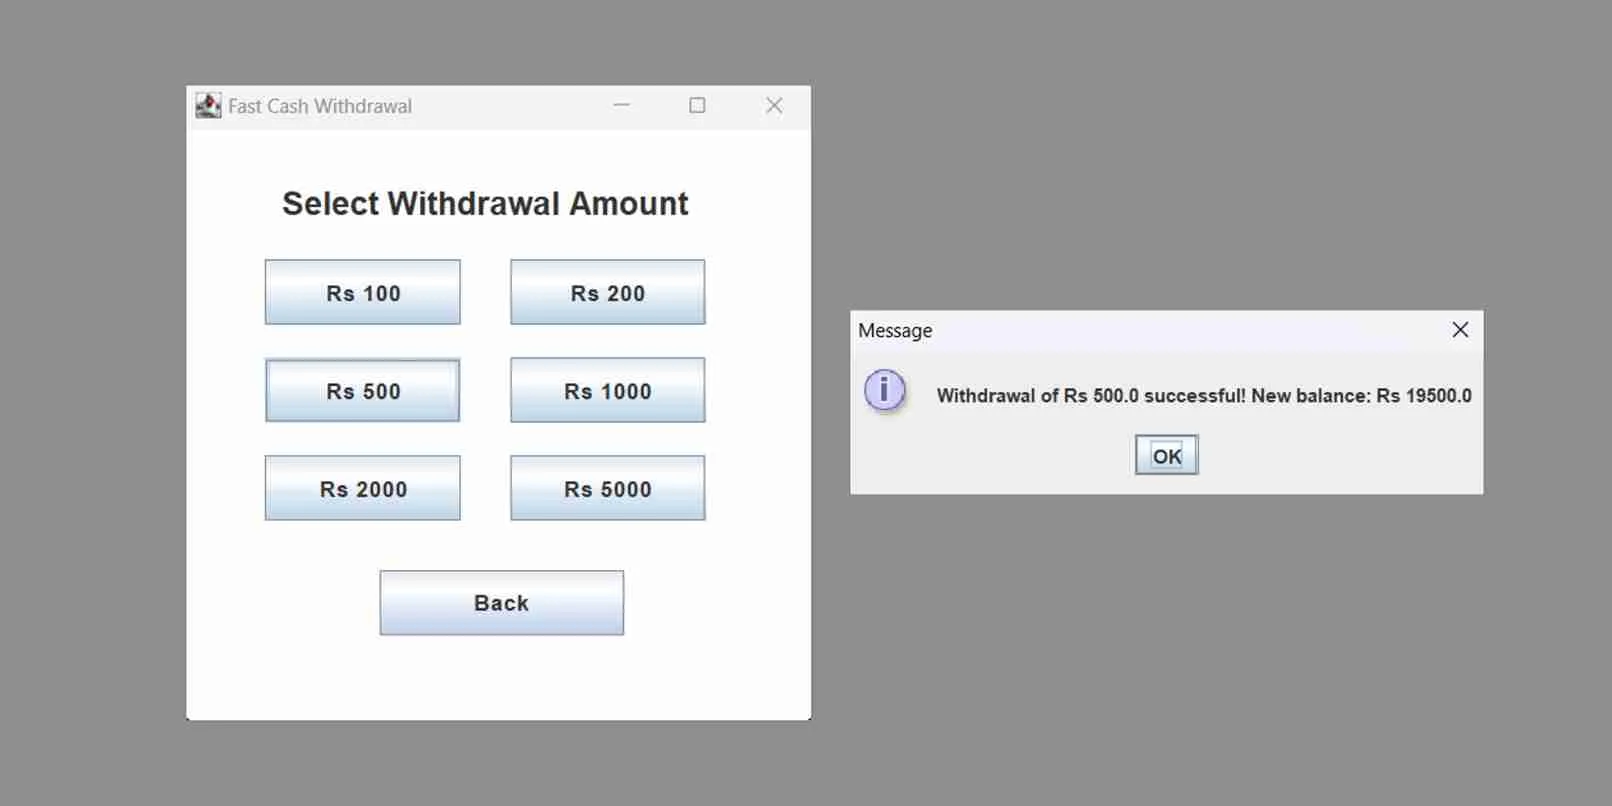 Fast Cash Withdrawal
Select Withdrawal Amount
Rs 100 Rs 200
Rs 500 Rs 1000
Rs 2000 Rs 5000
Back
Message
i
Withdrawal of Rs 500.0 successful! New balance: Rs 19500.0
OK